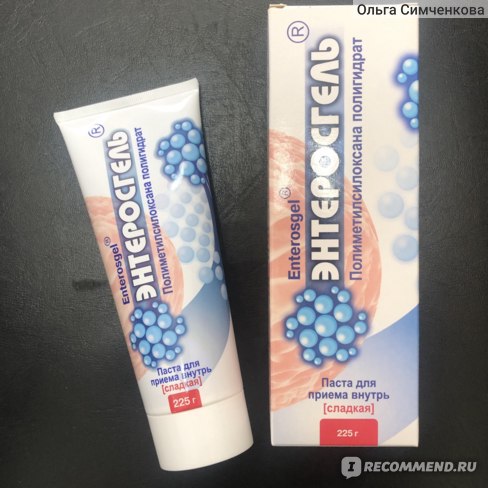 Ольга Симченкова
Enterosgel®
ЭНТЕРОСГЕЛЬ®
Полиметилсилоксана полигидрат
Паста для
приема внутрь
[сладкая]
225 г
Enterosgel®
ЭНТЕРОСГЕЛЬ®
Полиметилсилоксана полигидрат
Паста для
приема внутрь
[сладкая]
225 г
IRECOMMEND.RU